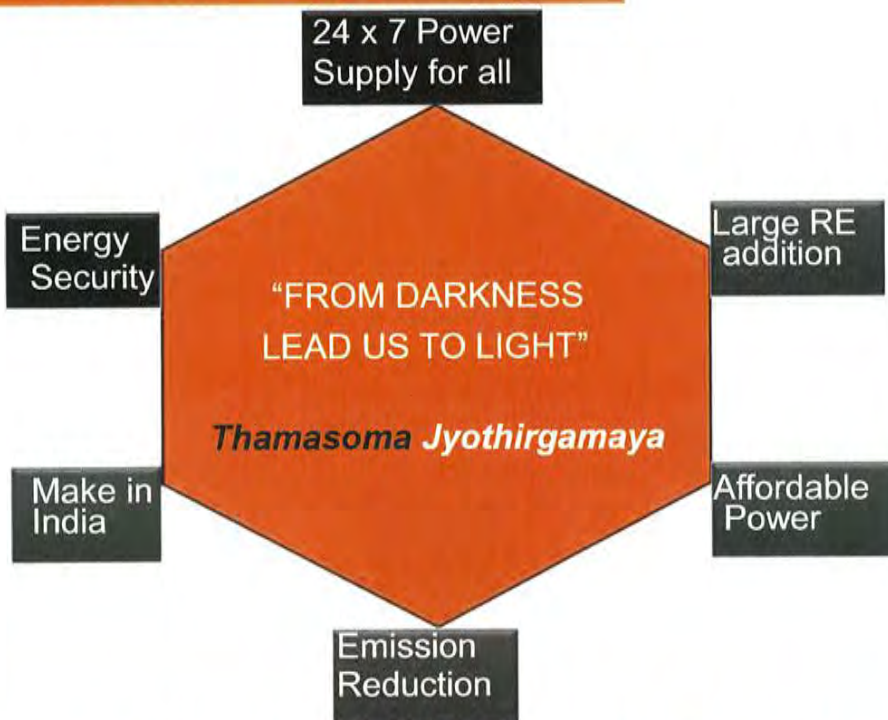 24 x 7 Power
Supply for all
Energy
Security
Large RE
addition
“FROM DARKNESS
LEAD US TO LIGHT”
Thamasoma Jyothirgamaya
Make in
India
Affordable
Power
Emission
Reduction